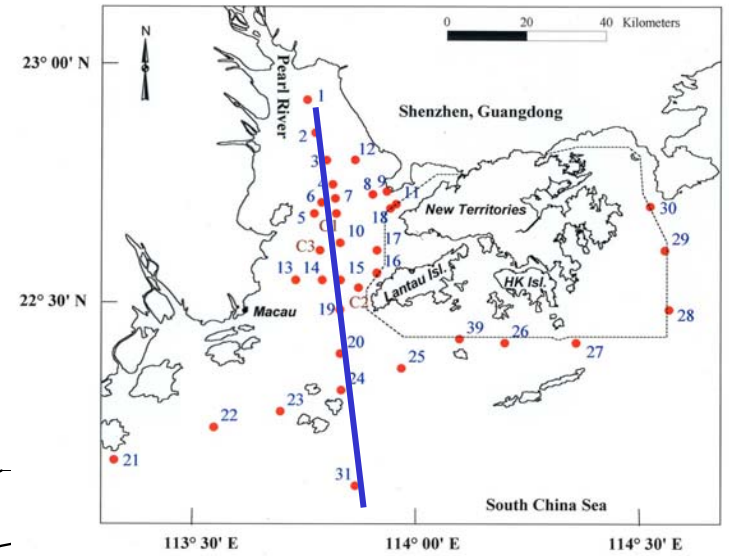 0 20 40 Kilometers
N
23° 00' N
Pearl River
1
Shenzhen, Guangdong
2
3
12
4
8
9
11
6
7
5
18
New Territories
30
C1
10
C3
17
29
16
13
14
15
Lantau Isl.
HK Isl.
22° 30' N
C2
Macau
19
28
20
39
26
27
25
24
23
22
21
31
South China Sea
113° 30' E
114° 00' E
114° 30' E